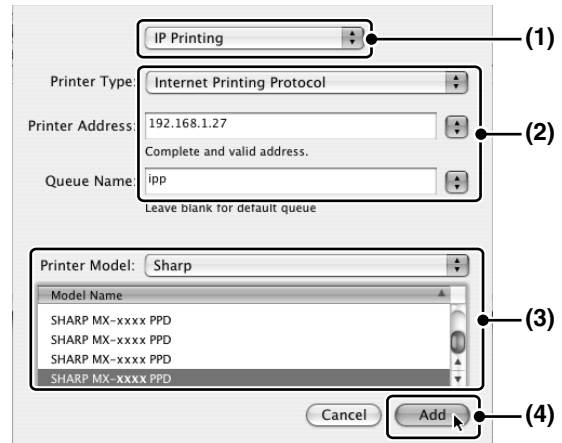 IP Printing
(1)
Printer Type: Internet Printing Protocol
Printer Address: 192.168.1.27
(2)
Complete and valid address.
Queue Name: ipp
Leave blank for default queue
Printer Model: Sharp
Model Name
SHARP MX-xxxx PPD
SHARP MX-xxxx PPD
(3)
SHARP MX-xxxx PPD
SHARP MX-xxxx PPD
Cancel Add
(4)